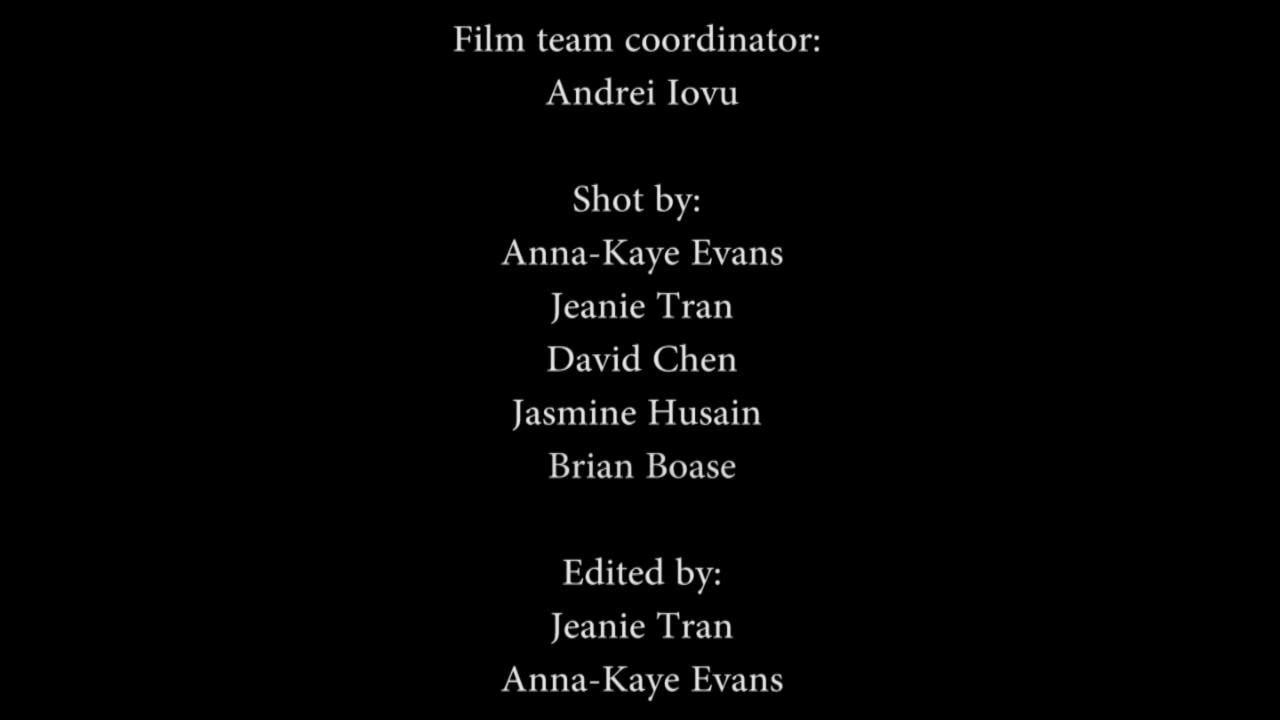 Film team coordinator:
Andrei Iovu
Shot by:
Anna-Kaye Evans
Jeanie Tran
David Chen
Jasmine Husain
Brian Boase
Edited by:
Jeanie Tran
Anna-Kaye Evans